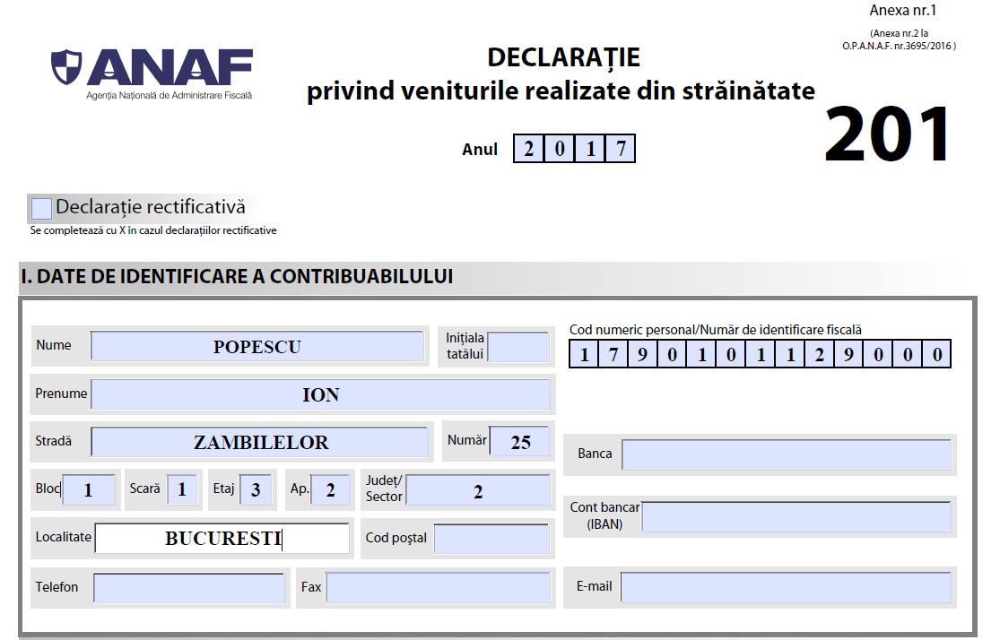 Anexa nr.1
(Anexa nr.2 la
O.P.A.N.A.F. nr.3695/2016 )
ANAF
Agenția Națională de Administrare Fiscală
DECLARAȚIE
privind veniturile realizate din străinătate
201
Anul 2 0 1 7
Declarație rectificativă
Se completează cu X în cazul declarațiilor rectificative
I. DATE DE IDENTIFICARE A CONTRIBUABILULUI
Nume POPESCU
Inițiala
tatălui
Cod numeric personal/Număr de identificare fiscală
1 7 9 0 1 0 1 1 2 9 0 0 0
Prenume ION
Stradă ZAMBILELOR
Număr 25
Banca
Bloc 1 Scară 1 Etaj 3 Ap. 2
Județ/
Sector 2
Cont bancar
(IBAN)
Localitate BUCURESTI
Cod poștal
Telefon
Fax
E-mail